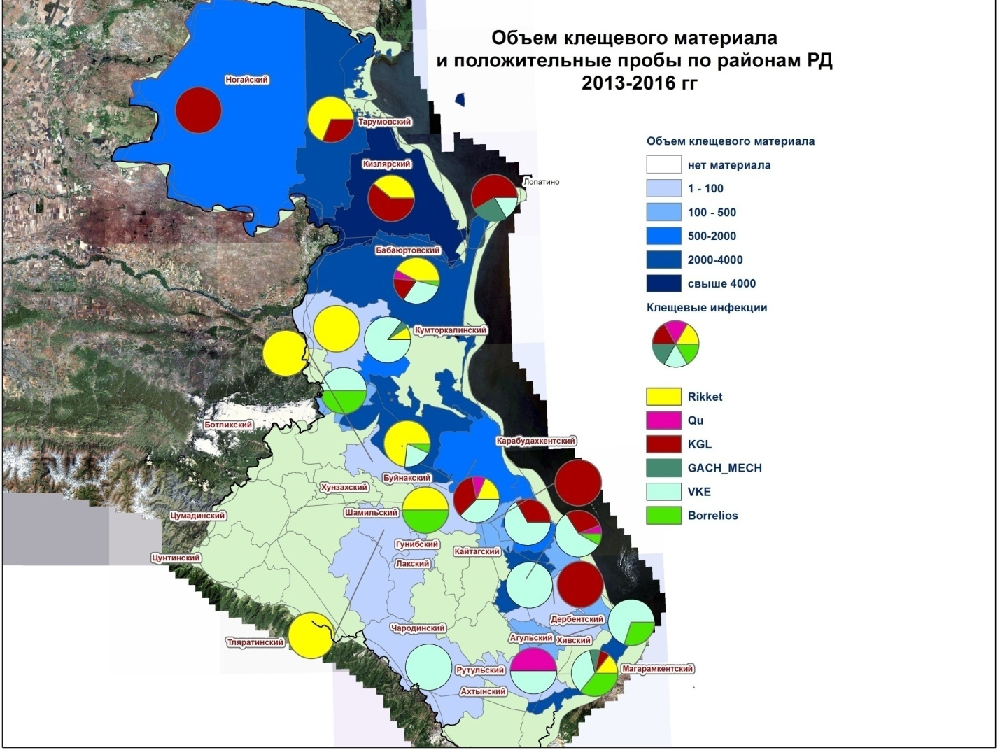 Объем клещевого материала
и положительные пробы по районам РД
2013-2016 гг
Ногайский
Тарумовский
Кизлярский
Лопатино
Бабаюртовский
Кумторкалинский
Ботлихский
Карабудахкентский
Буйнакский
Хунзахский
Шамильский
Цумадинский
Гунибский
Кайтагский
Цунтинский
Лакский
Дербентский
Чародинский
Агульский
Хивский
Тляратинский
Рутульский
Магарамкентский
Ахтынский
Объем клещевого материала
нет материала
1 - 100
100 - 500
500-2000
2000-4000
свыше 4000
Клещевые инфекции
Rikket
Qu
KGL
GACH_MECH
VKE
Borrelios